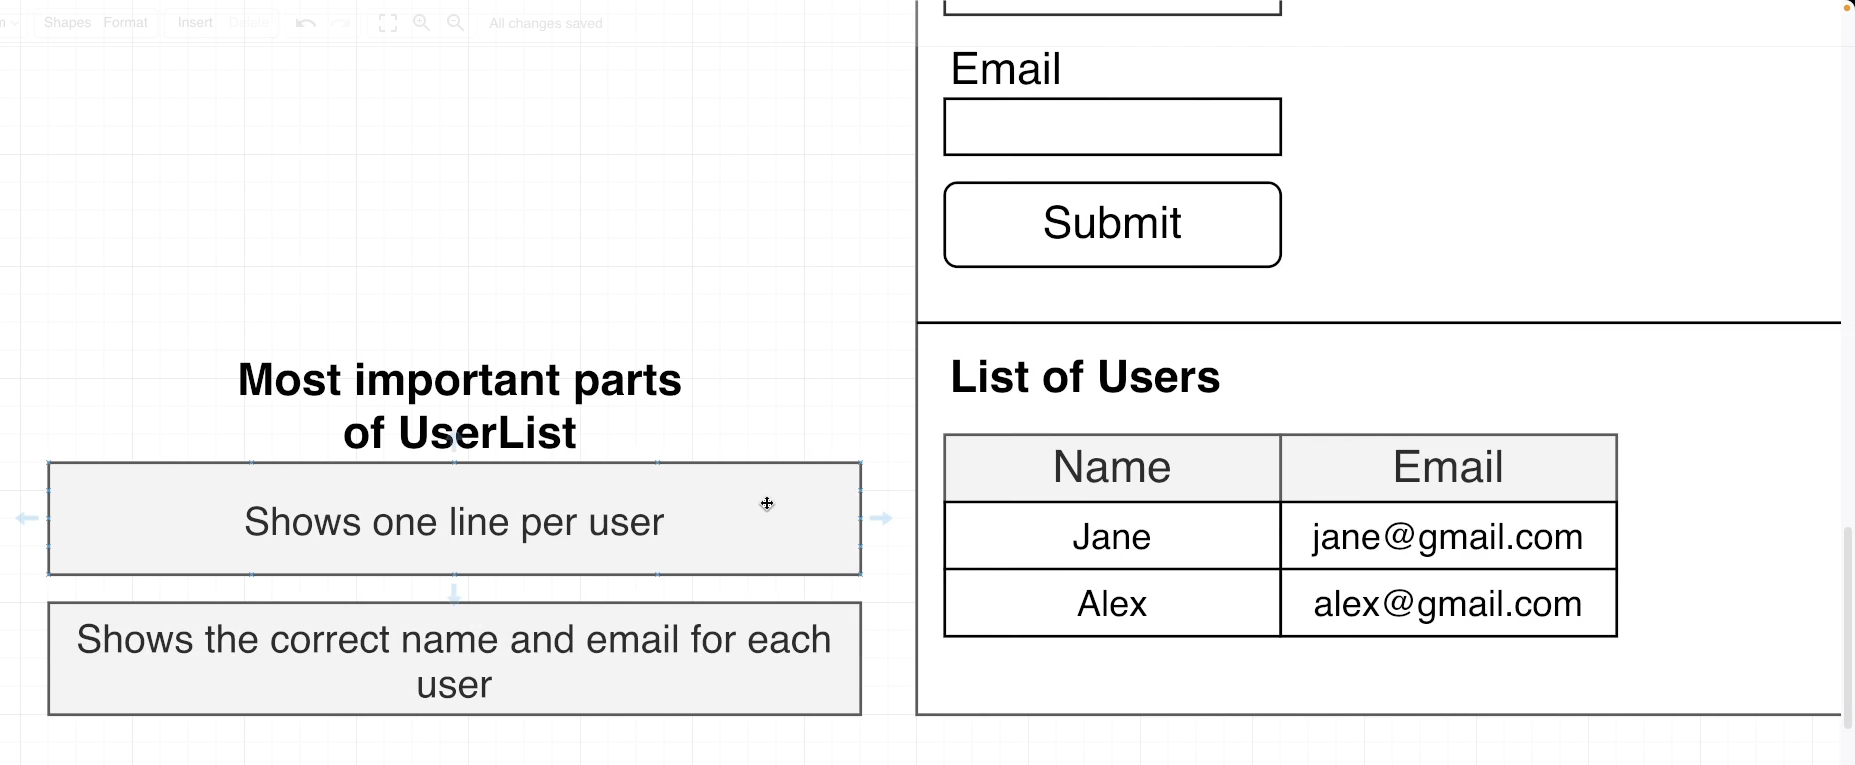 Shapes Format Insert Delete All changes saved
Email
Submit
Most important parts
of UserList
Shows one line per user
Shows the correct name and email for each
user
List of Users
Name Email
Jane jane@gmail.com
Alex alex@gmail.com